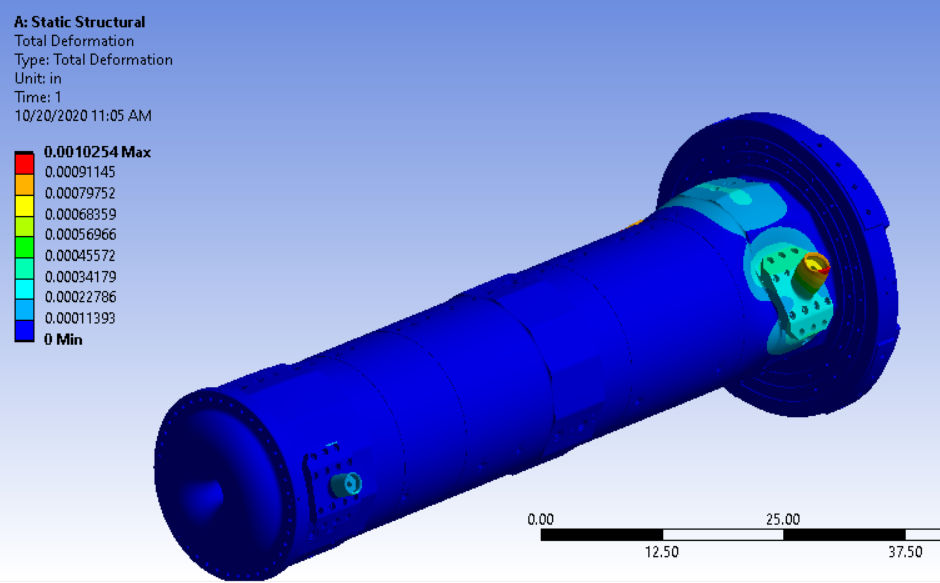 A: Static Structural
Total Deformation
Type: Total Deformation
Unit: in
Time: 1
10/20/2020 11:05 AM
0.0010254 Max
0.00091145
0.00079752
0.00068359
0.00056966
0.00045572
0.00034179
0.00022786
0.00011393
0 Min
0.00 25.00
12.50 37.50